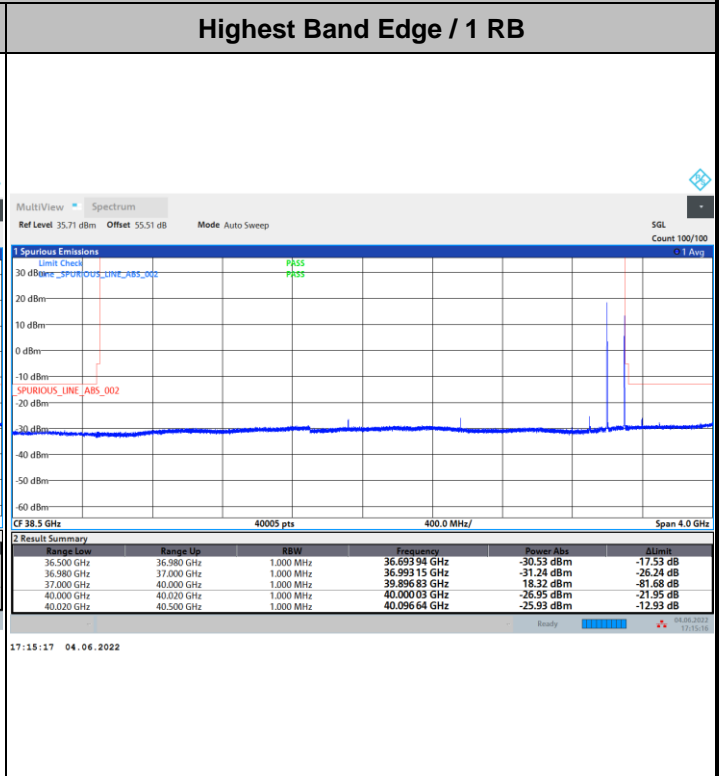 Highest Band Edge / 1 RB
MultiView Spectrum
Ref Level 35.71 dBm Offset 55.51 dB Mode Auto Sweep SGL
Count 100/100
1 Spurious Emissions 1 Avg
Limit Check PASS
30 dBm Line _SPURIOUS_LINE_ABS_002 PASS
20 dBm
10 dBm
0 dBm
-10 dBm
_SPURIOUS_LINE_ABS_002
-20 dBm
-30 dBm
-40 dBm
-50 dBm
-60 dBm
CF 38.5 GHz 40005 pts 400.0 MHz/ Span 4.0 GHz
2 Result Summary
Range Low Range Up RBW Frequency Power Abs ΔLimit
36.500 GHz 36.980 GHz 1.000 MHz 36.693 94 GHz -30.53 dBm -17.53 dB
36.980 GHz 37.000 GHz 1.000 MHz 36.993 15 GHz -31.24 dBm -26.24 dB
37.000 GHz 40.000 GHz 1.000 MHz 39.896 83 GHz 18.32 dBm -81.68 dB
40.000 GHz 40.020 GHz 1.000 MHz 40.000 03 GHz -26.95 dBm -21.95 dB
40.020 GHz 40.500 GHz 1.000 MHz 40.096 64 GHz -25.93 dBm -12.93 dB
Ready 04.06.2022
17:15:16
17:15:17 04.06.2022